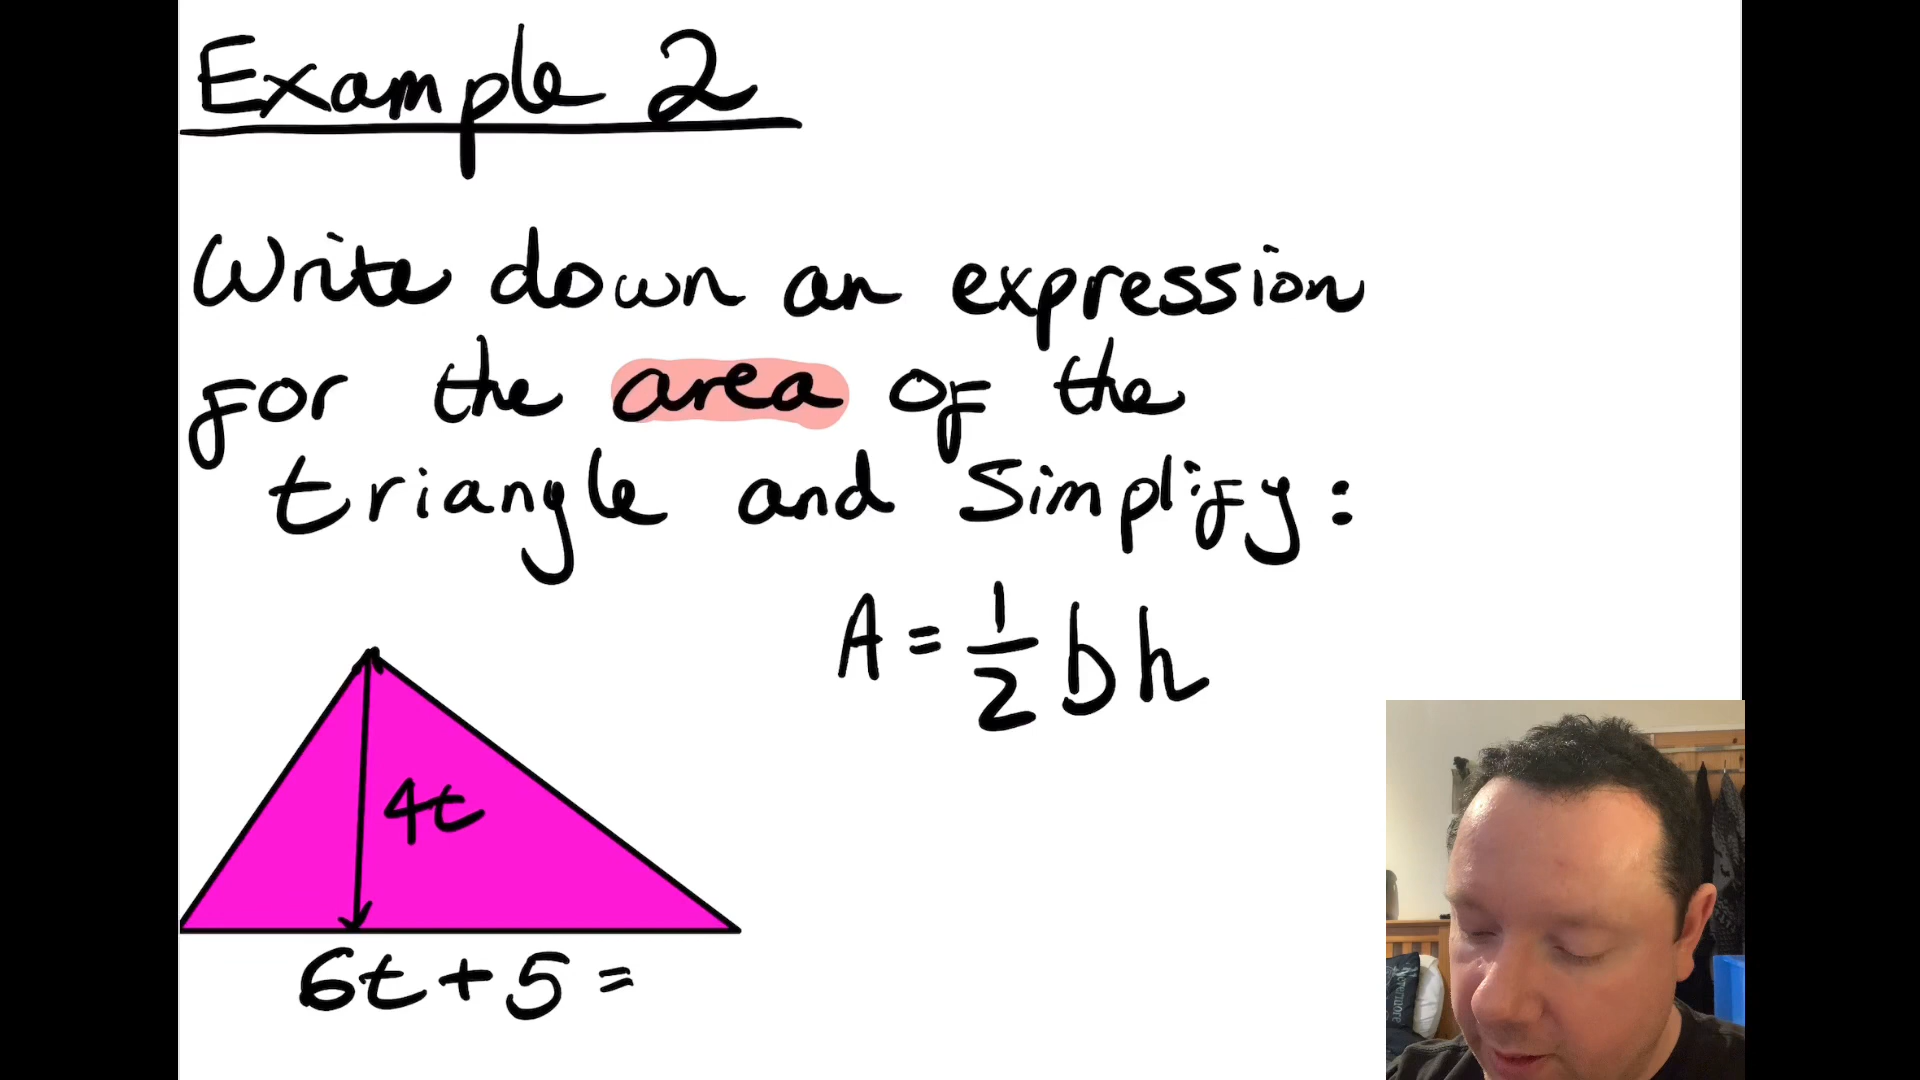 Example 2
Write down an expression
for the area of the
triangle and simplify:
A = 1/2 bh
4t
6t + 5 =
Nevermore